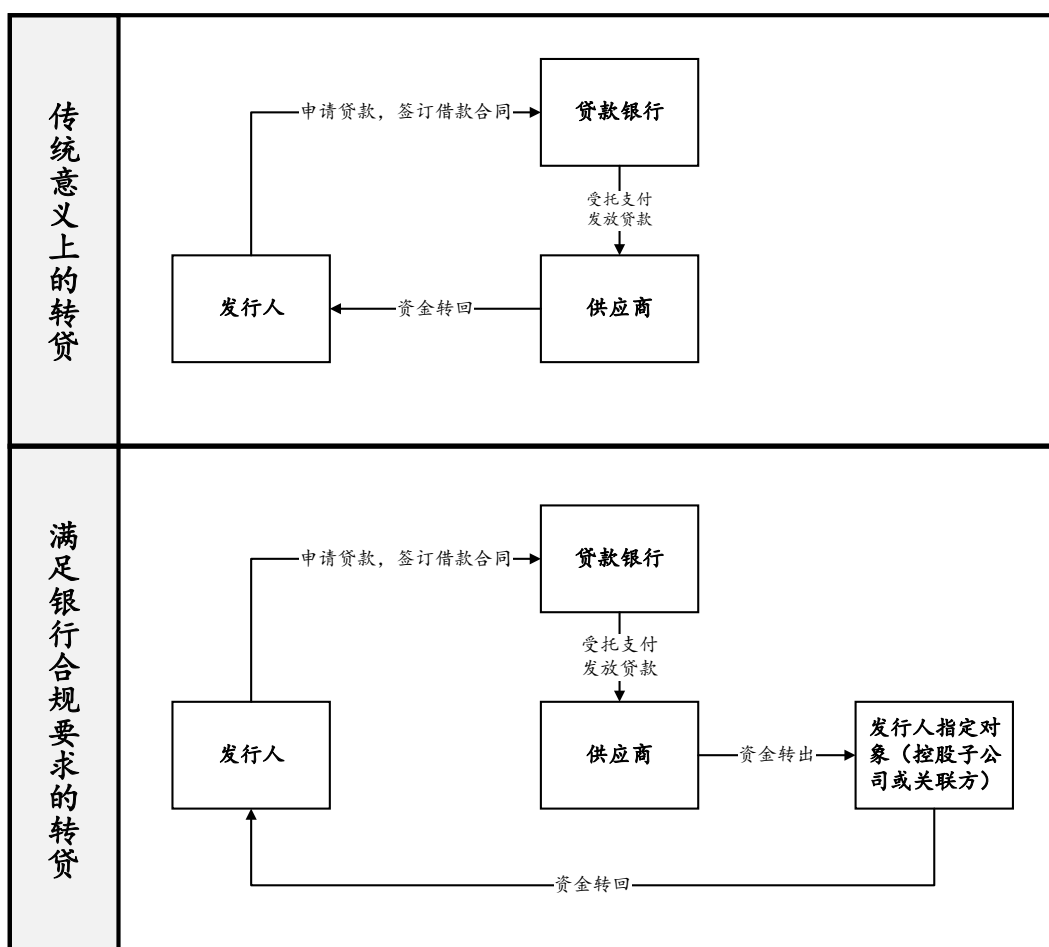 传统意义上的转贷
申请贷款，签订借款合同
贷款银行
受托支付
发放贷款
发行人
资金转回
供应商
满足银行合规要求的转贷
申请贷款，签订借款合同
贷款银行
受托支付
发放贷款
发行人
供应商
资金转出
发行人指定对
象（控股子公
司或关联方）
资金转回